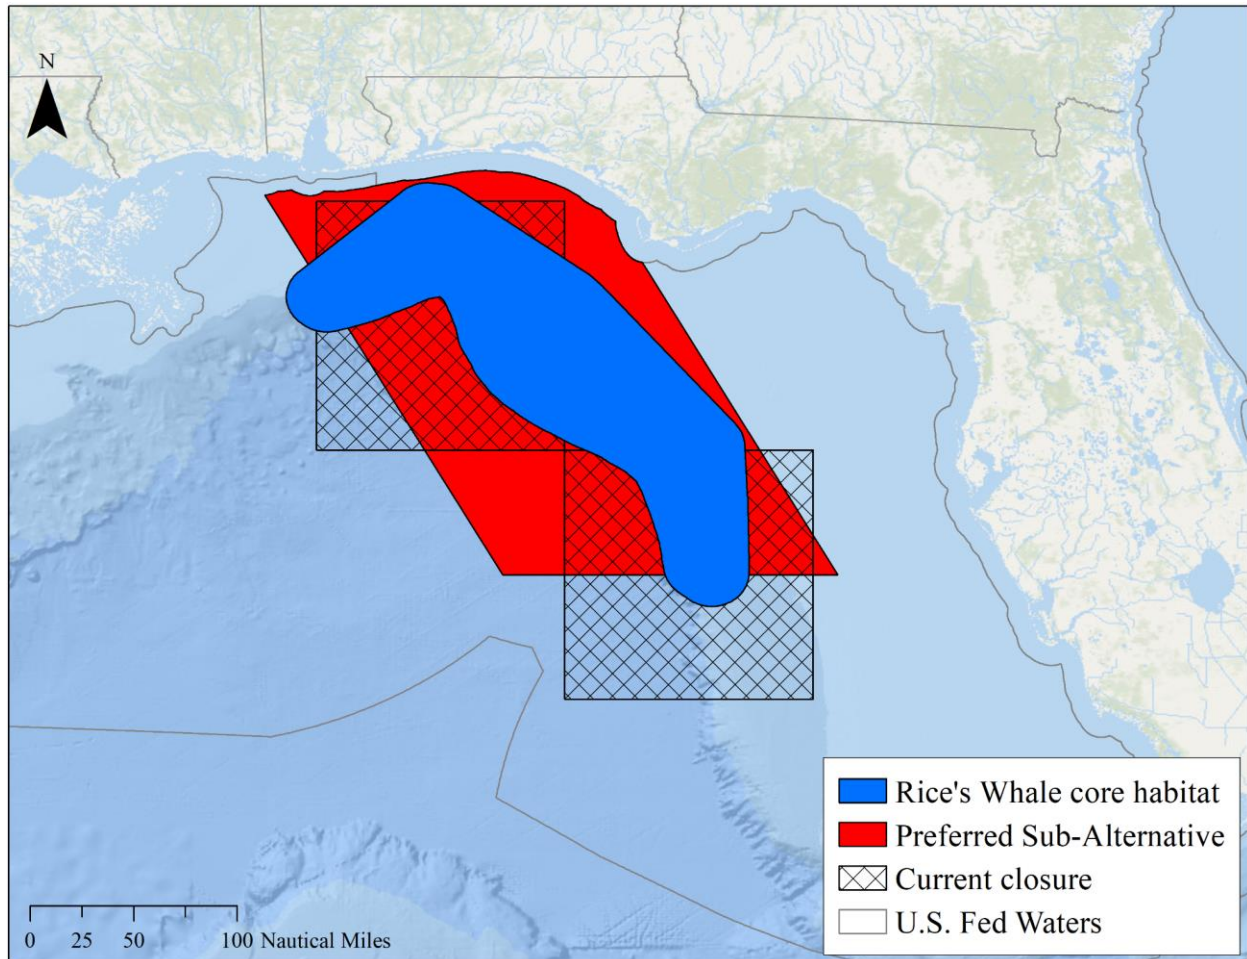 N
Rice's Whale core habitat
Preferred Sub-Alternative
Current closure
U.S. Fed Waters
0 25 50 100 Nautical Miles